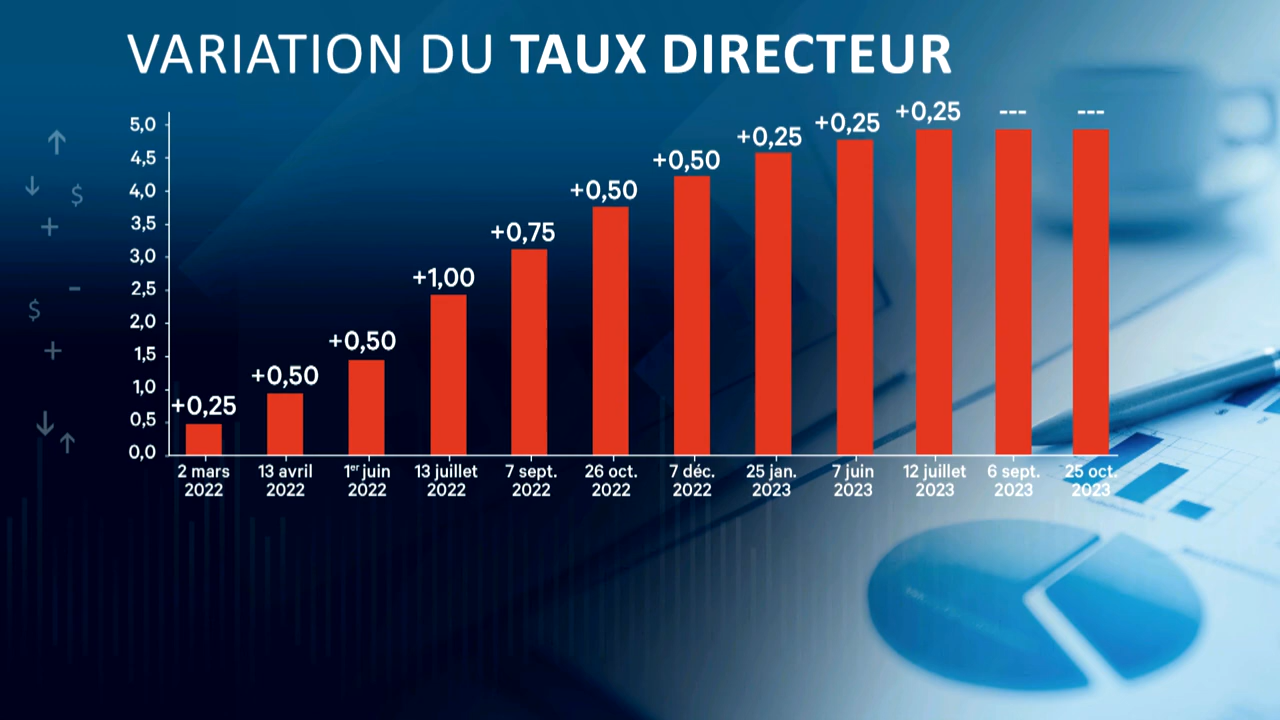 VARIATION DU TAUX DIRECTEUR
5,0
4,5
4,0
3,5
3,0
2,5
2,0
1,5
1,0
0,5
0,0
+0,25
+0,50
+0,50
+1,00
+0,75
+0,50
+0,50
+0,25
+0,25
+0,25
---
---
2 mars
2022
13 avril
2022
1er juin
2022
13 juillet
2022
7 sept.
2022
26 oct.
2022
7 déc.
2022
25 jan.
2023
7 juin
2023
12 juillet
2023
6 sept.
2023
25 oct.
2023